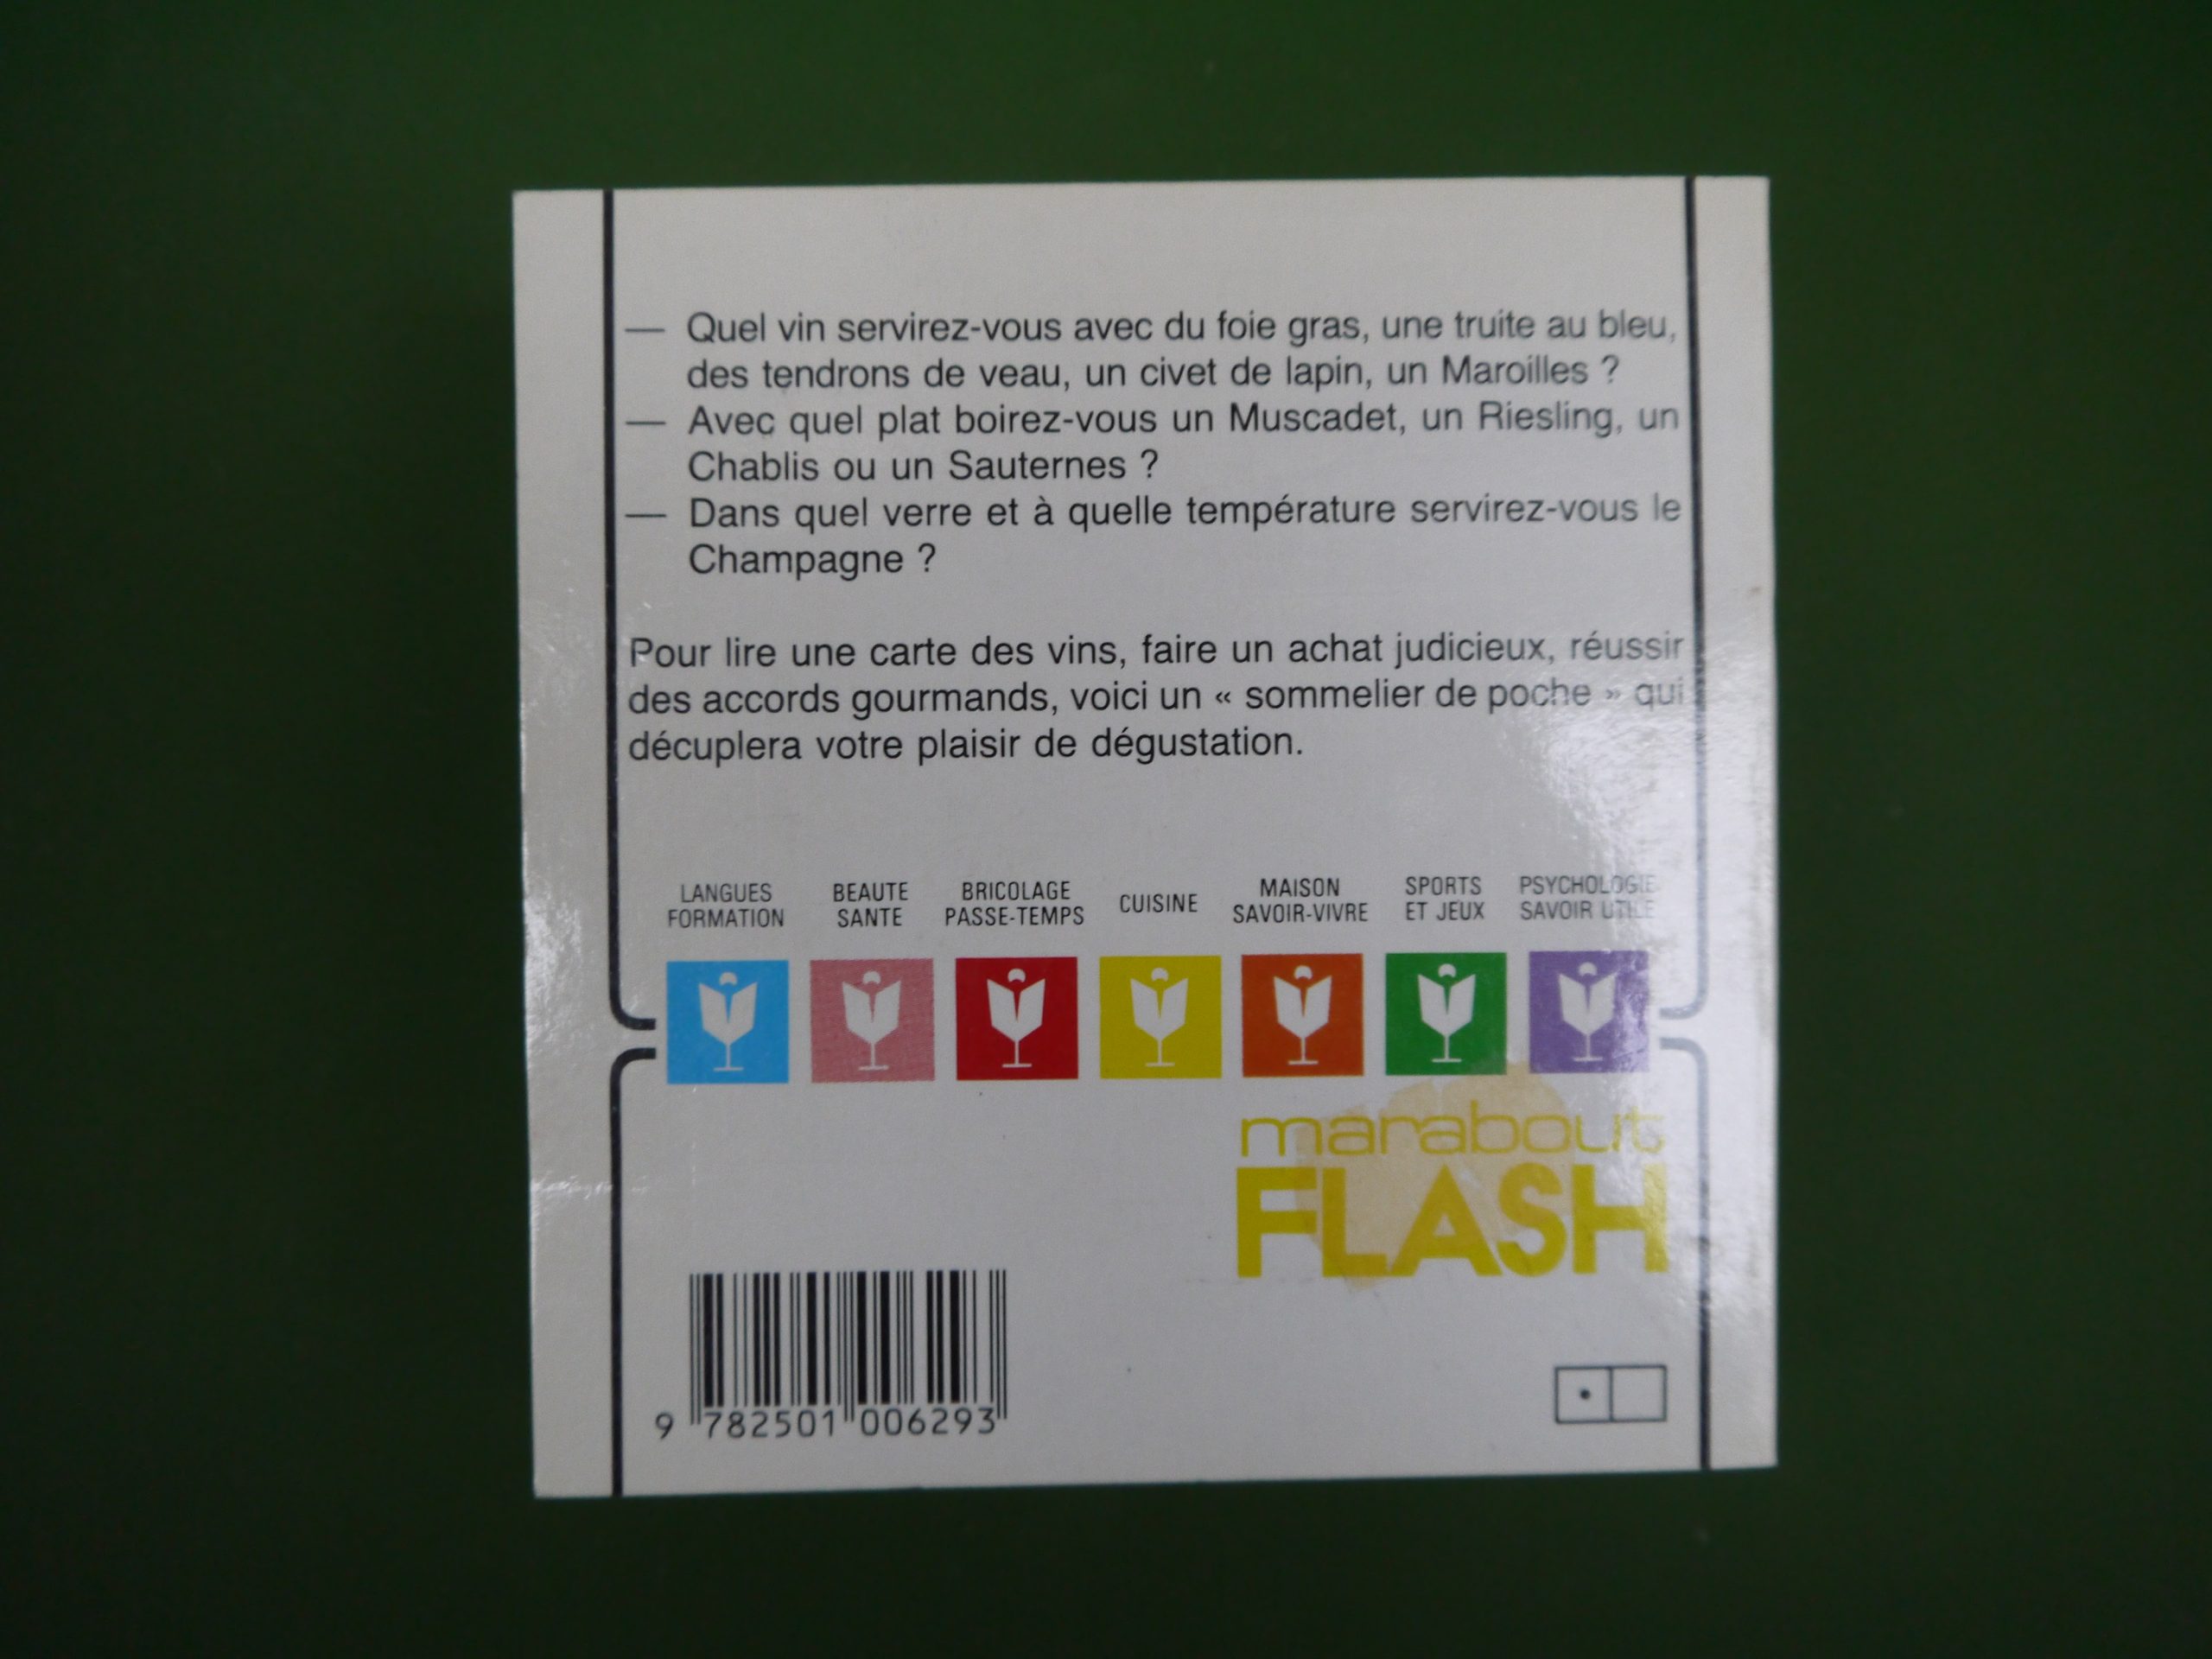 — Quel vin servirez-vous avec du foie gras, une truite au bleu,
des tendrons de veau, un civet de lapin, un Maroilles ?
— Avec quel plat boirez-vous un Muscadet, un Riesling, un
Chablis ou un Sauternes ?
— Dans quel verre et à quelle température servirez-vous le
Champagne ?
Pour lire une carte des vins, faire un achat judicieux, réussir
des accords gourmands, voici un « sommelier de poche » qui
décuplera votre plaisir de dégustation.
LANGUES
FORMATION
BEAUTE
SANTE
BRICOLAGE
PASSE-TEMPS
CUISINE
MAISON
SAVOIR-VIVRE
SPORTS
ET JEUX
PSYCHOLOGIE
SAVOIR UTILE
marabout
FLASH
9 782501 006293